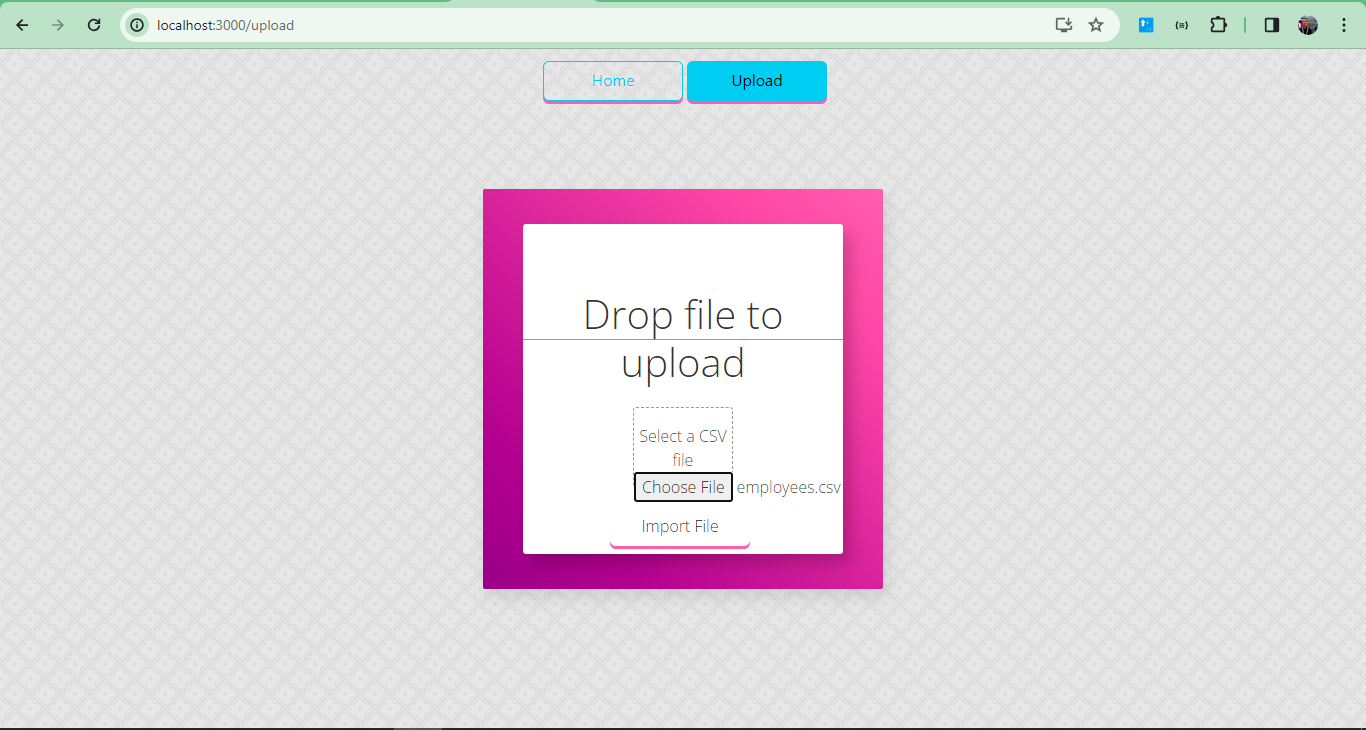 localhost:3000/upload
Home Upload
Drop file to
upload
Select a CSV
file
Choose File employees.csv
Import File